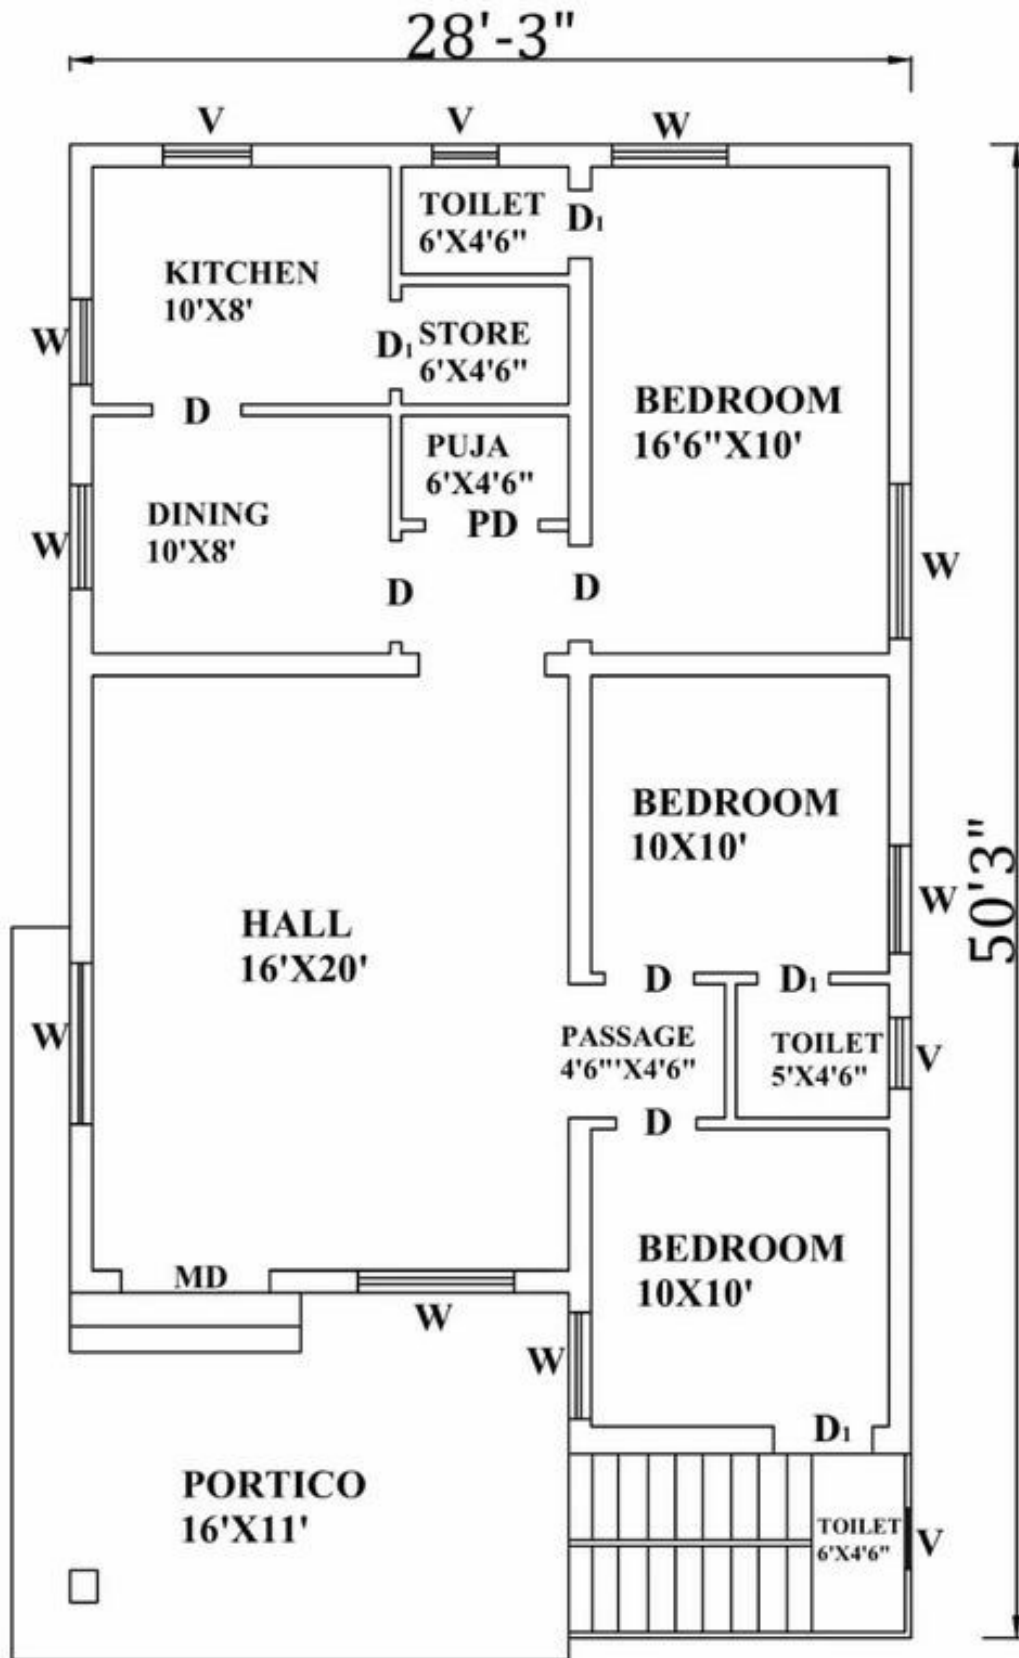 28'-3"
V
V
W
TOILET
6'X4'6"
D1
KITCHEN
10'X8'
W
D1
STORE
6'X4'6"
BEDROOM
16'6"X10'
D
PUJA
6'X4'6"
PD
DINING
10'X8'
W
D
D
W
BEDROOM
10X10'
50'3"
W
HALL
16'X20'
D
D1
W
PASSAGE
4'6"'X4'6"
TOILET
5'X4'6"
V
D
BEDROOM
10X10'
MD
W
W
D1
PORTICO
16'X11'
TOILET
6'X4'6"
V